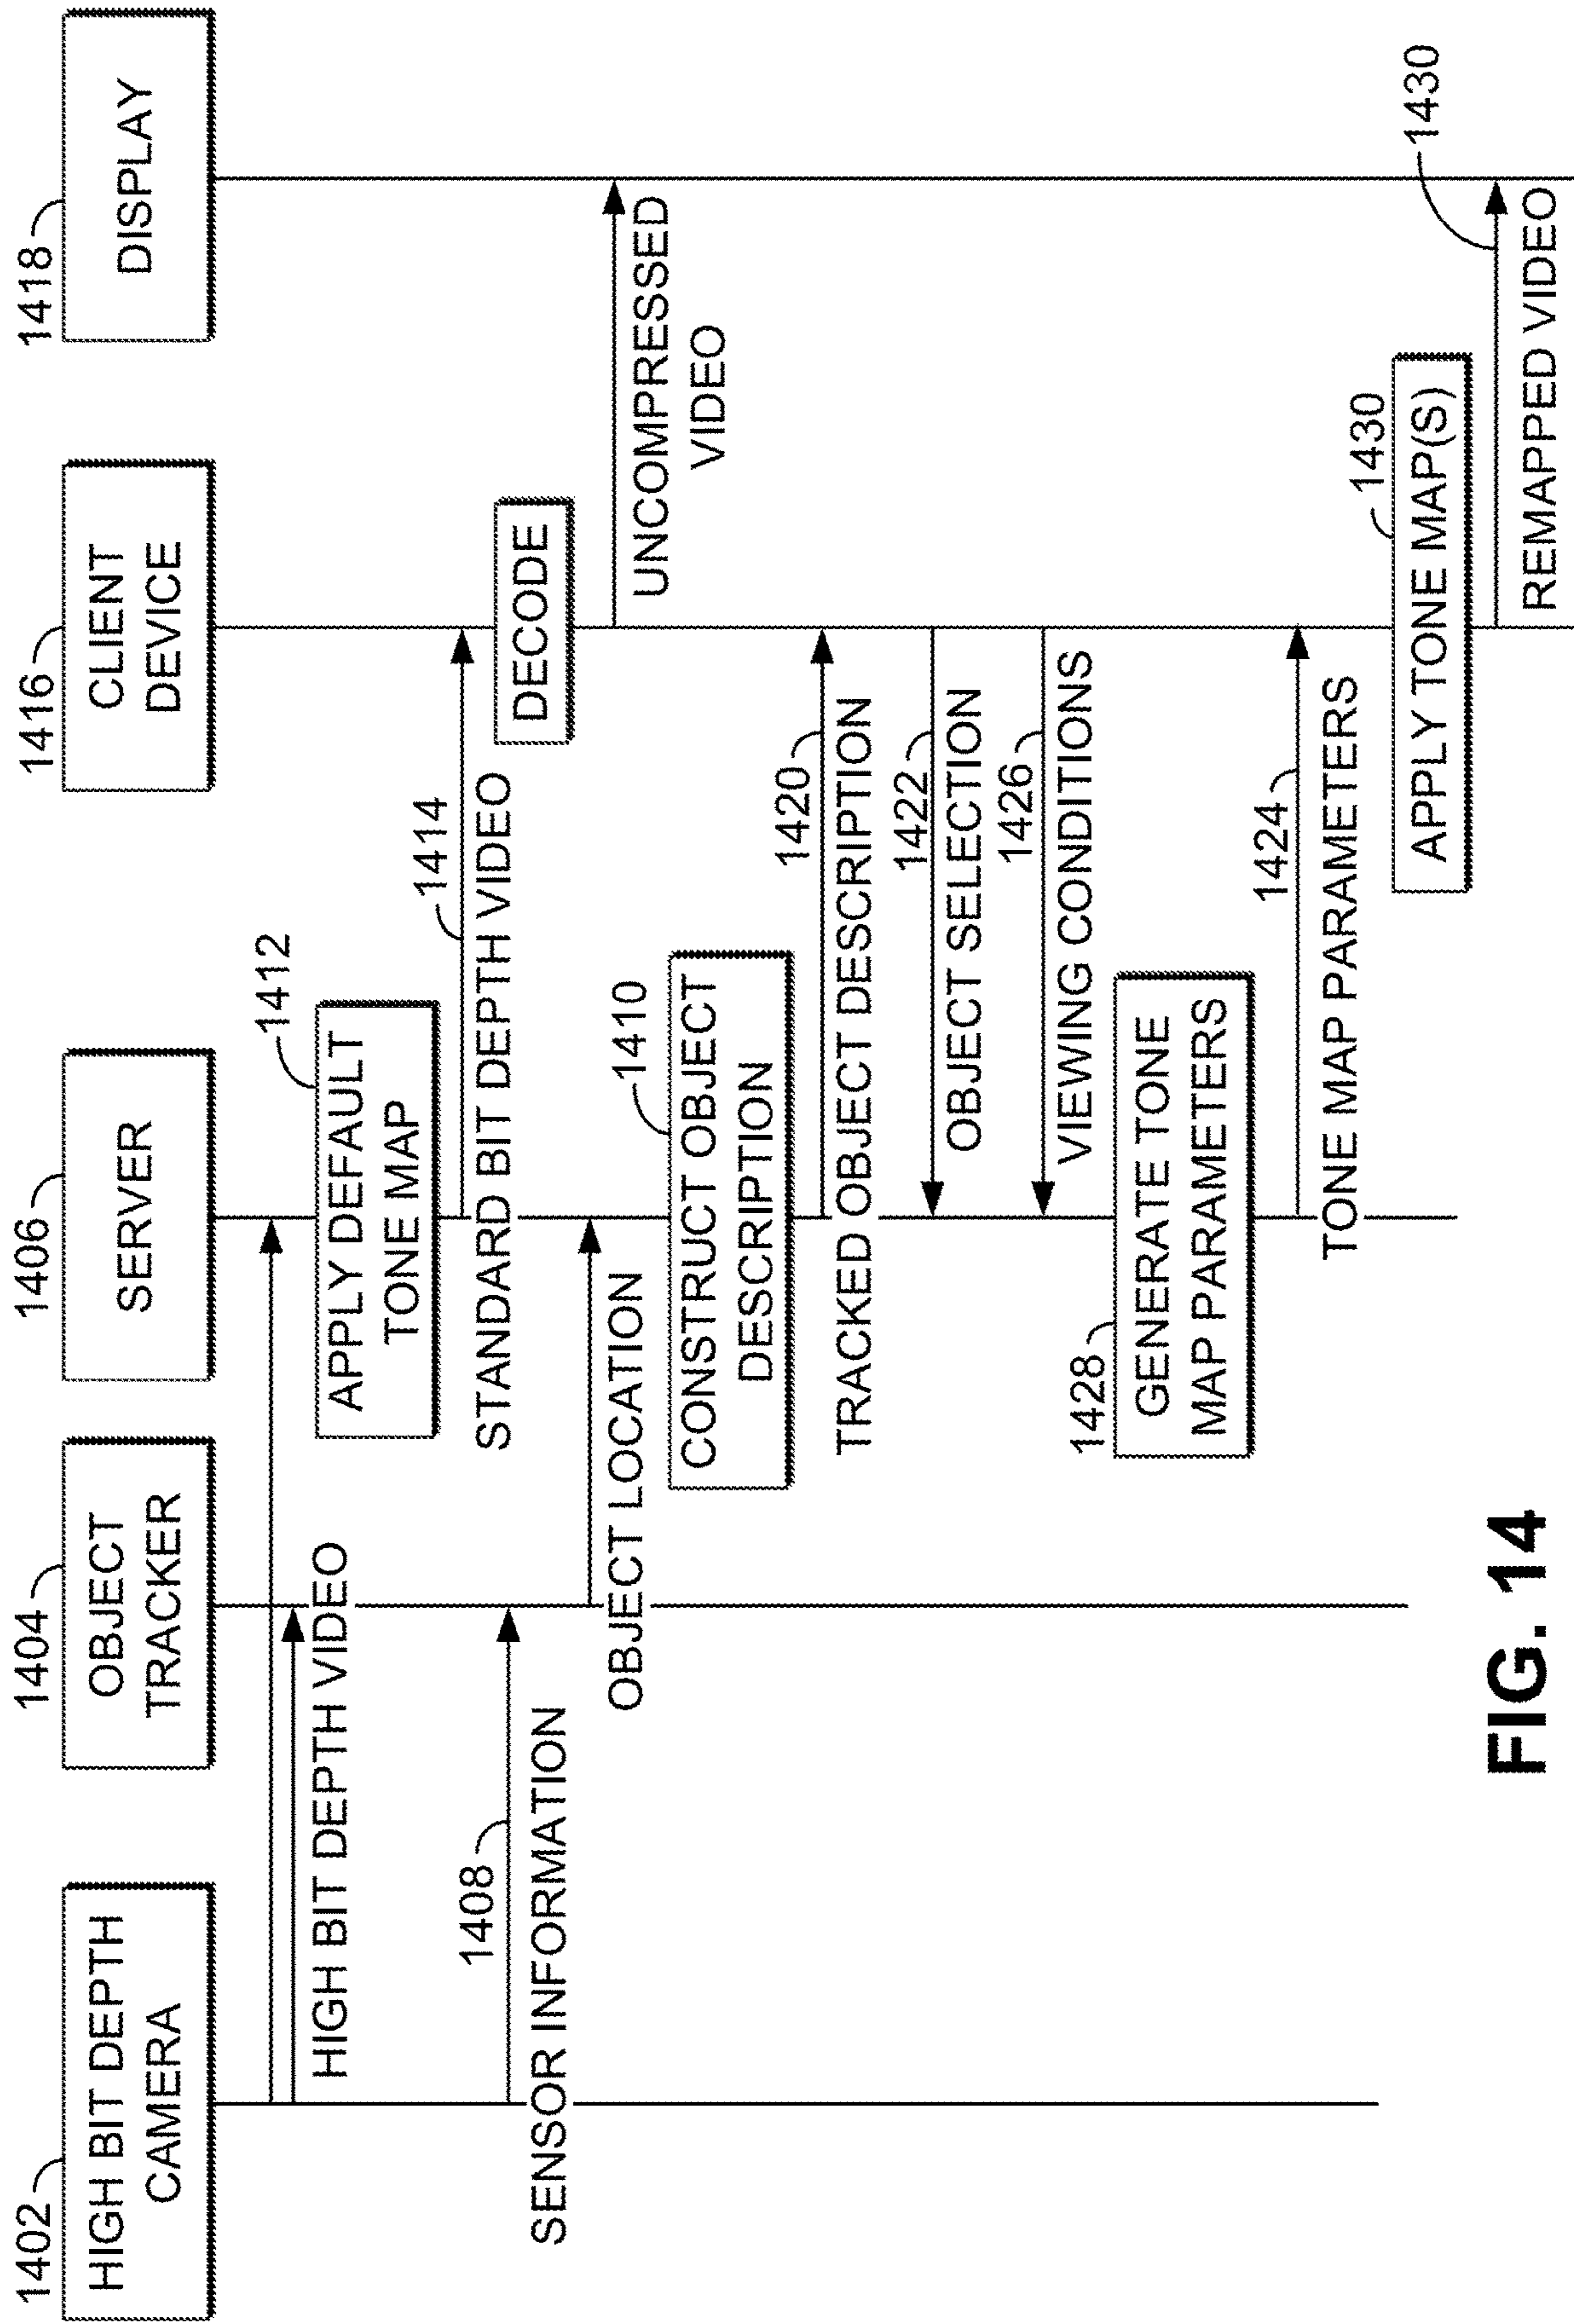 1402
HIGH BIT DEPTH
CAMERA
1404
OBJECT
TRACKER
1406
SERVER
1416
CLIENT
DEVICE
1418
DISPLAY
HIGH BIT DEPTH VIDEO
1412
APPLY DEFAULT
TONE MAP
1414
STANDARD BIT DEPTH VIDEO
1408
SENSOR INFORMATION
DECODE
OBJECT LOCATION
UNCOMPRESSED
VIDEO
1410
CONSTRUCT OBJECT
DESCRIPTION
1420
TRACKED OBJECT DESCRIPTION
1422
OBJECT SELECTION
1426
VIEWING CONDITIONS
1428
GENERATE TONE
MAP PARAMETERS
1424
TONE MAP PARAMETERS
1430
APPLY TONE MAP(S)
1430
REMAPPED VIDEO
FIG. 14